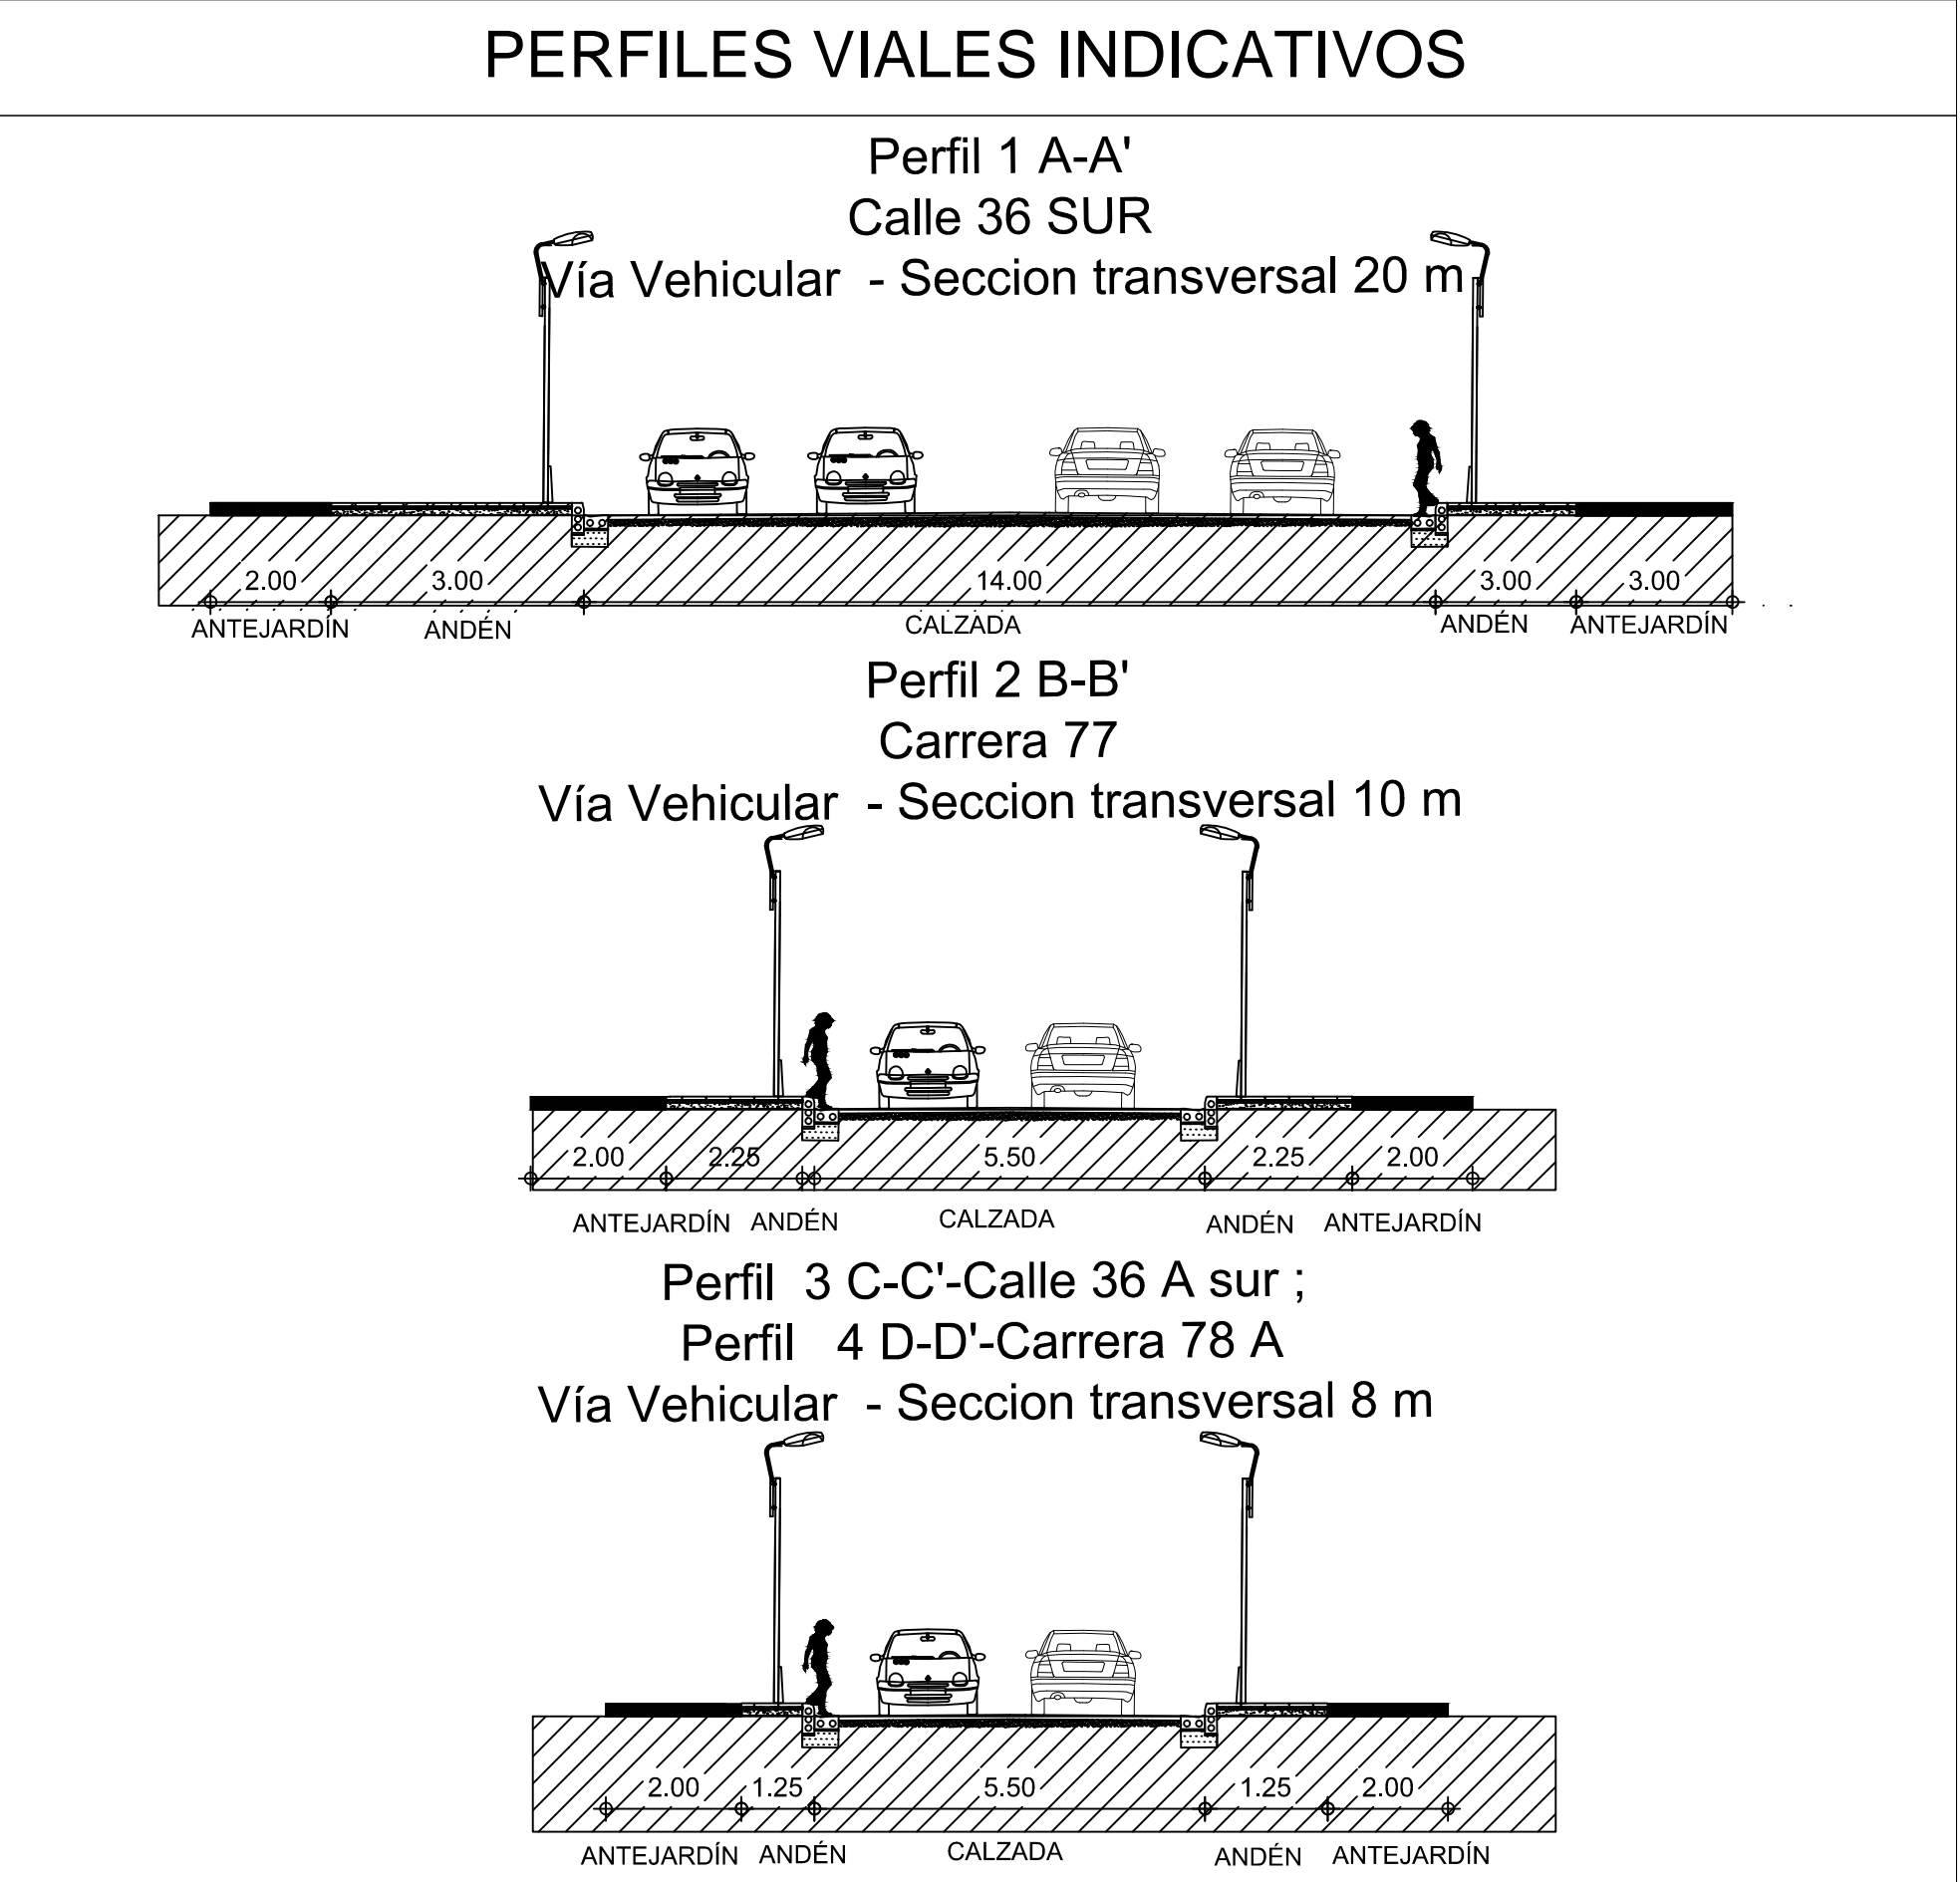 PERFILES VIALES INDICATIVOS
Perfil 1 A-A'
Calle 36 SUR
Vía Vehicular - Seccion transversal 20 m
2.00 3.00 14.00 3.00 3.00
ANTEJARDÍN ANDÉN CALZADA ANDÉN ANTEJARDÍN
Perfil 2 B-B'
Carrera 77
Vía Vehicular - Seccion transversal 10 m
2.00 2.25 5.50 2.25 2.00
ANTEJARDÍN ANDÉN CALZADA ANDÉN ANTEJARDÍN
Perfil 3 C-C'-Calle 36 A sur ;
Perfil 4 D-D'-Carrera 78 A
Vía Vehicular - Seccion transversal 8 m
2.00 1.25 5.50 1.25 2.00
ANTEJARDÍN ANDÉN CALZADA ANDÉN ANTEJARDÍN